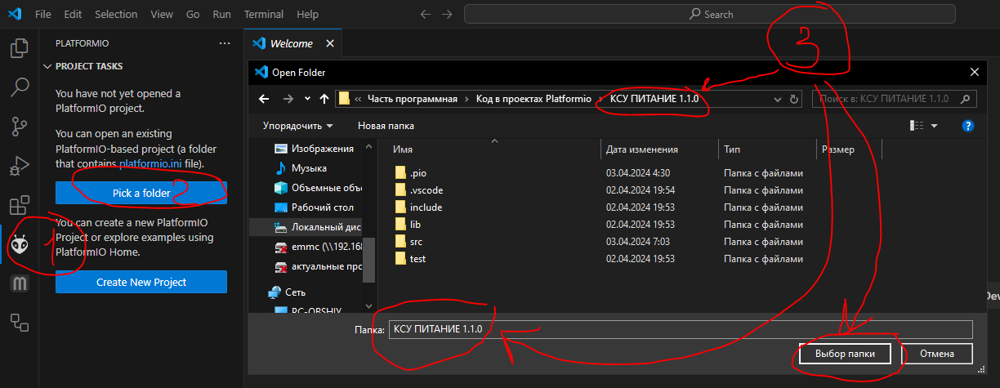 File Edit Selection View Go Run Terminal Help
Search
PLATFORMIO
PROJECT TASKS
You have not yet opened a
PlatformIO project.
You can open an existing
PlatformIO-based project (a folder
that contains platformio.ini file).
Pick a folder
2
You can create a new PlatformIO
Project or explore examples using
PlatformIO Home.
1
Create New Project
Welcome
3
Open Folder
Часть программная Код в проектах Platformio КСУ ПИТАНИЕ 1.1.0
Поиск в: КСУ ПИТАНИЕ 1.1.0
Упорядочить Новая папка
Изображения
Музыка
Объемные объе
Рабочий стол
Локальный дис
emmc (\\192.168
актуальные про
Сеть
PC-OBSHIY
Имя Дата изменения Тип Размер
.pio 03.04.2024 4:30 Папка с файлами
.vscode 02.04.2024 19:54 Папка с файлами
include 02.04.2024 19:53 Папка с файлами
lib 02.04.2024 19:53 Папка с файлами
src 03.04.2024 7:03 Папка с файлами
test 02.04.2024 19:53 Папка с файлами
Dev
Папка: КСУ ПИТАНИЕ 1.1.0
Выбор папки Отмена